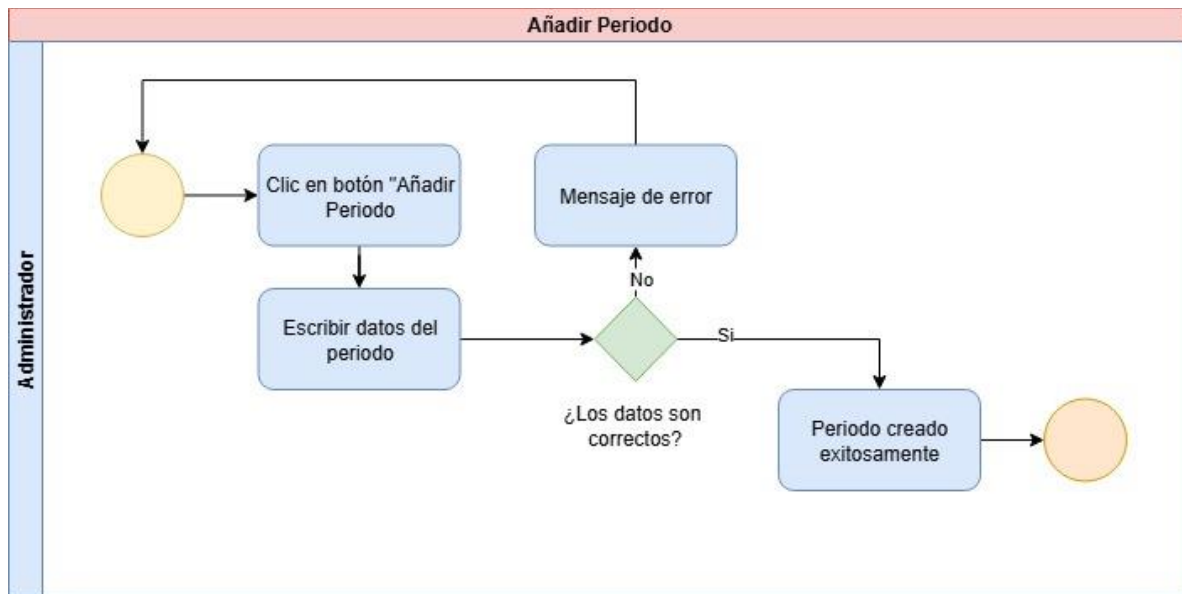 Añadir Periodo
Administrador
Clic en botón "Añadir
Periodo
Mensaje de error
Escribir datos del
periodo
No
Si
¿Los datos son
correctos?
Periodo creado
exitosamente